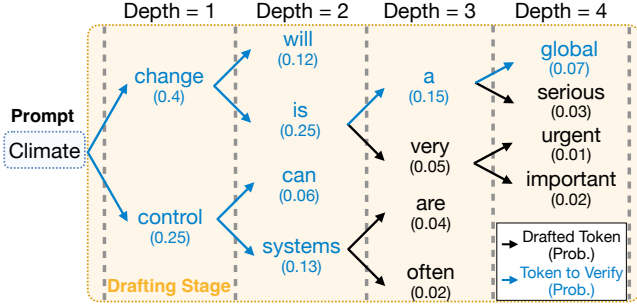 Depth = 1
Depth = 2
Depth = 3
Depth = 4
Prompt
Climate
change
(0.4)
control
(0.25)
will
(0.12)
is
(0.25)
can
(0.06)
systems
(0.13)
a
(0.15)
very
(0.05)
are
(0.04)
often
(0.02)
global
(0.07)
serious
(0.03)
urgent
(0.01)
important
(0.02)
Drafting Stage
Drafted Token
(Prob.)
Token to Verify
(Prob.)